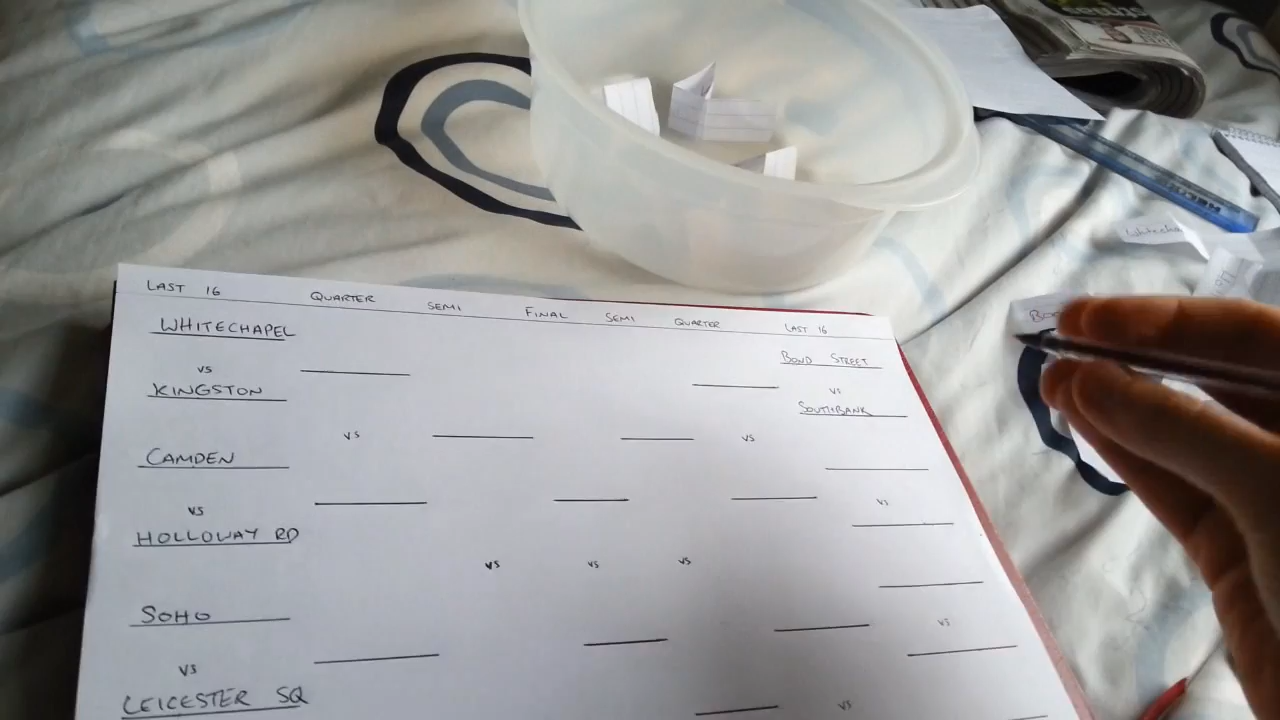 LAST 16 QUARTER SEMI FINAL SEMI QUARTER LAST 16
WHITECHAPEL
vs
KINGSTON
vs
CAMDEN
vs
HOLLOWAY RD
SOHO
vs
LEICESTER SQ
vs
vs
vs
BOND STREET
vs
SOUTHBANK
vs
vs
vs
vs